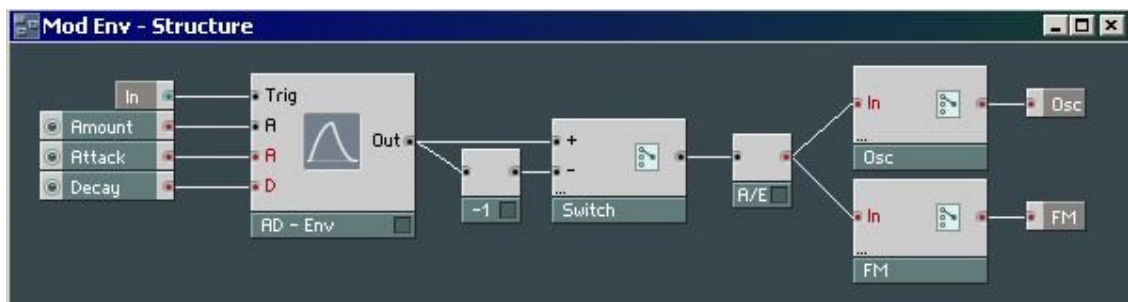 Mod Env - Structure
In
Amount
Attack
Decay
Trig
A
A
D
Out
AD - Env
-1
+
-
...
Switch
A/E
In
...
Osc
Osc
In
...
FM
FM